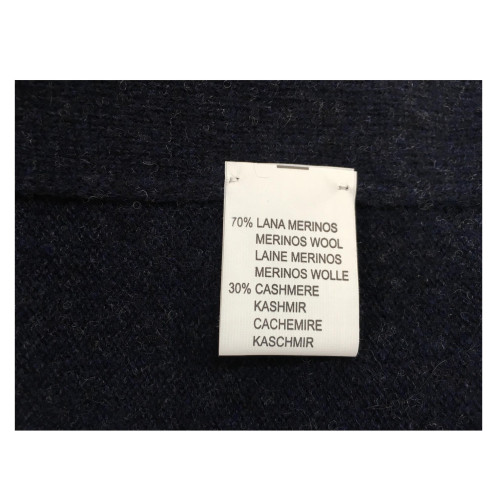 70% LANA MERINOS
MERINOS WOOL
LAINE MERINOS
MERINOS WOLLE
30% CASHMERE
KASHMIR
CACHEMIRE
KASCHMIR